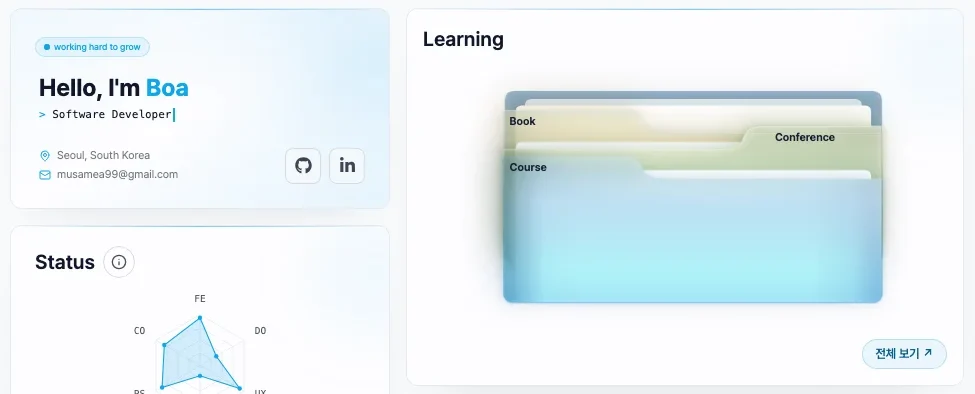 working hard to grow
Hello, I'm Boa
> Software Developer
Seoul, South Korea
musamea99@gmail.com
in
Status
FE
CO
DO
Learning
Book
Conference
Course
전체 보기 ↗